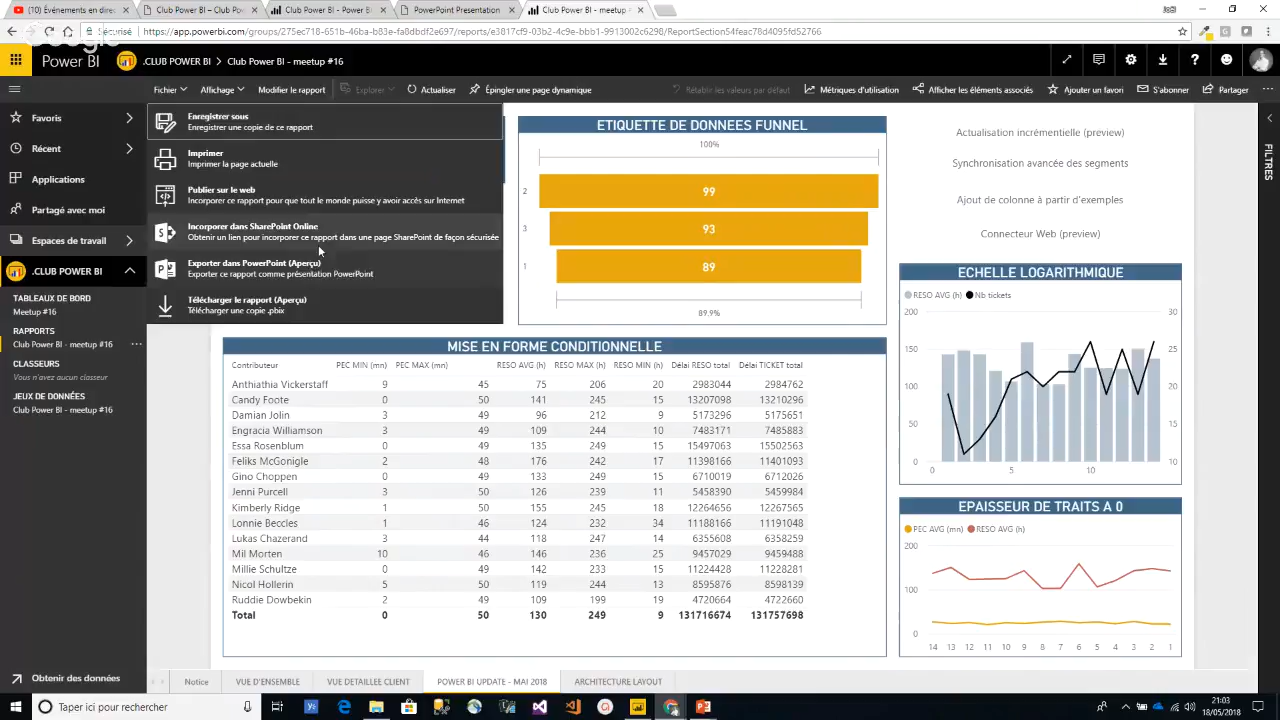 (10) Événements en direc
Club Power BI - Powe
Club Power BI - Power B
PowerPoint Presentation
Club Power BI - meetup #
Sécurisé
https://app.powerbi.com/groups/275ec718-651b-46ba-b83e-fa8dbdf2e697/reports/e3817cf9-03b2-4c9e-bbb1-9913002c6298/ReportSection54feac78d4095fd52766
Google
Power BI
.CLUB POWER BI > Club Power BI - meetup #16
Fichier
Affichage
Modifier le rapport
Explorer
Actualiser
Épingler une page dynamique
Rétablir les valeurs par défaut
Métriques d'utilisation
Afficher les éléments associés
Ajouter un favori
S'abonner
Partager
Favoris
Récent
Applications
Partagé avec moi
Espaces de travail
.CLUB POWER BI
TABLEAUX DE BORD
Meetup #16
RAPPORTS
Club Power BI - meetup #16
CLASSEURS
Vous n'avez aucun classeur
JEUX DE DONNÉES
Club Power BI - meetup #16
Obtenir des données
Enregistrer sous
Enregistrer une copie de ce rapport
Imprimer
Imprimer la page actuelle
Publier sur le web
Incorporer ce rapport pour que tout le monde puisse y avoir accès sur Internet
Incorporer dans SharePoint Online
Obtenir un lien pour incorporer ce rapport dans une page SharePoint de façon sécurisée
Exporter dans PowerPoint (Aperçu)
Exporter ce rapport comme présentation PowerPoint
Télécharger le rapport (Aperçu)
Télécharger une copie .pbix
ETIQUETTE DE DONNEES FUNNEL
100%
2 99
3 93
1 89
89.9%
Actualisation incrémentielle (preview)
Synchronisation avancée des segments
Ajout de colonne à partir d'exemples
Connecteur Web (preview)
FILTRES
ECHELLE LOGARITHMIQUE
RESO AVG (h) Nb tickets
200 30
150 25
100 20
50 15
0 10
0 5 10
MISE EN FORME CONDITIONNELLE
Contributeur PEC MIN (mn) PEC MAX (mn) RESO AVG (h) RESO MAX (h) RESO MIN (h) Délai RESO total Délai TICKET total
Anthiathia Vickerstaff 9 45 75 206 20 2983044 2984762
Candy Foote 0 50 141 245 15 13207098 13210296
Damian Jolin 3 49 96 212 9 5173296 5175651
Engracia Williamson 3 49 109 244 10 7483171 7485883
Essa Rosenblum 0 49 135 249 15 15497063 15502563
Feliks McGonigle 2 48 176 242 17 11398166 11401093
Gino Choppen 0 49 133 249 15 6710019 6712026
Jenni Purcell 3 50 126 239 11 5458390 5459984
Kimberly Ridge 1 50 155 245 18 12264656 12267565
Lonnie Beccles 1 46 124 232 34 11188166 11191048
Lukas Chazerand 3 44 118 247 14 6355608 6358259
Mil Morten 10 46 146 236 25 9457029 9459488
Millie Schultze 0 49 142 233 15 11224428 11228281
Nicol Hollerin 5 50 119 244 13 8595876 8598139
Ruddie Dowbekin 2 49 109 199 19 4720664 4722660
Total 0 50 130 249 9 131716674 131757698
EPAISSEUR DE TRAITS A 0
PEC AVG (mn) RESO AVG (h)
200
100
0
14 13 12 11 10 9 8 7 6 5 4 3 2 1
Notice
VUE D'ENSEMBLE
VUE DETAILLEE CLIENT
POWER BI UPDATE - MAI 2018
ARCHITECTURE LAYOUT
Taper ici pour rechercher
21:03
18/05/2018